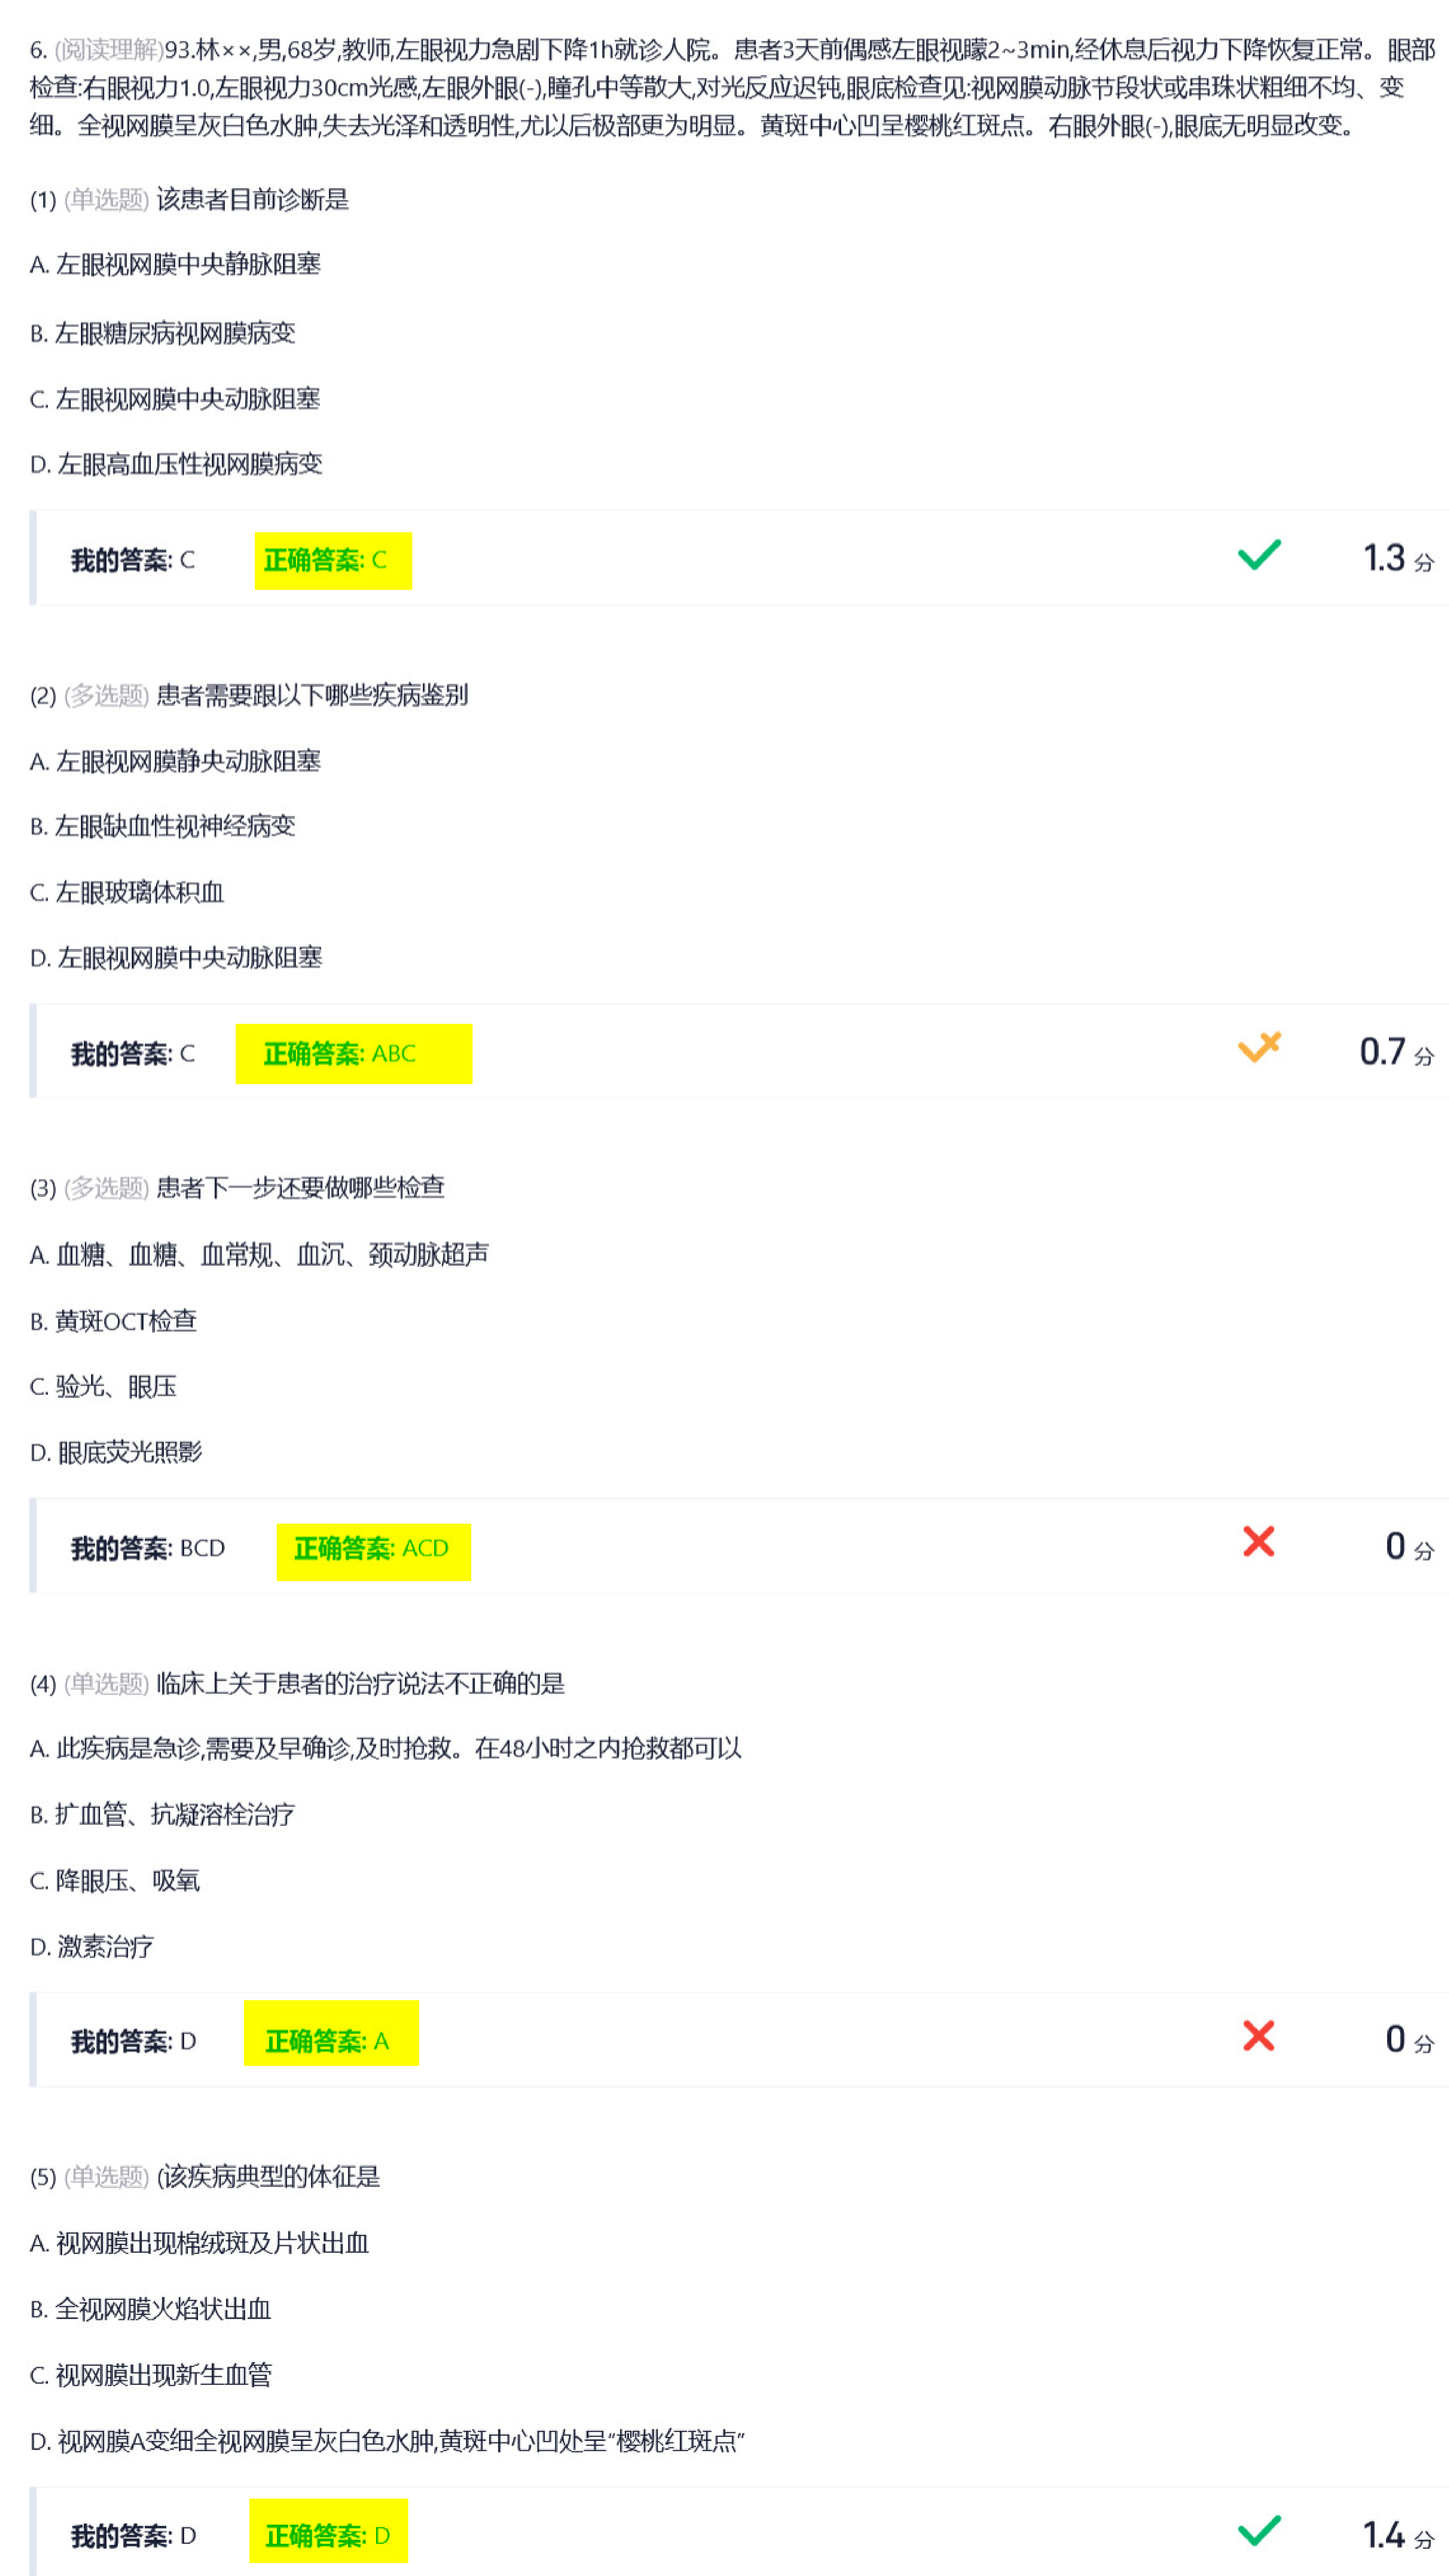 6. (阅读理解)93.林××,男,68岁,教师,左眼视力急剧下降1h就诊人院。患者3天前偶感左眼视矇2~3min,经休息后视力下降恢复正常。眼部
检查:右眼视力1.0,左眼视力30cm光感,左眼外眼(-),瞳孔中等散大,对光反应迟钝,眼底检查见:视网膜动脉节段状或串珠状粗细不均、变
细。全视网膜呈灰白色水肿,失去光泽和透明性,尤以后极部更为明显。黄斑中心凹呈樱桃红斑点。右眼外眼(-),眼底无明显改变。
(1) (单选题) 该患者目前诊断是
A. 左眼视网膜中央静脉阻塞
B. 左眼糖尿病视网膜病变
C. 左眼视网膜中央动脉阻塞
D. 左眼高血压性视网膜病变
我的答案: C 正确答案: C 1.3 分
(2) (多选题) 患者需要跟以下哪些疾病鉴别
A. 左眼视网膜静央动脉阻塞
B. 左眼缺血性视神经病变
C. 左眼玻璃体积血
D. 左眼视网膜中央动脉阻塞
我的答案: C 正确答案: ABC 0.7 分
(3) (多选题) 患者下一步还要做哪些检查
A. 血糖、血糖、血常规、血沉、颈动脉超声
B. 黄斑OCT检查
C. 验光、眼压
D. 眼底荧光照影
我的答案: BCD 正确答案: ACD 0 分
(4) (单选题) 临床上关于患者的治疗说法不正确的是
A. 此疾病是急诊,需要及早确诊,及时抢救。在48小时之内抢救都可以
B. 扩血管、抗凝溶栓治疗
C. 降眼压、吸氧
D. 激素治疗
我的答案: D 正确答案: A 0 分
(5) (单选题) (该疾病典型的体征是
A. 视网膜出现棉绒斑及片状出血
B. 全视网膜火焰状出血
C. 视网膜出现新生血管
D. 视网膜A变细全视网膜呈灰白色水肿,黄斑中心凹处呈“樱桃红斑点”
我的答案: D 正确答案: D 1.4 分